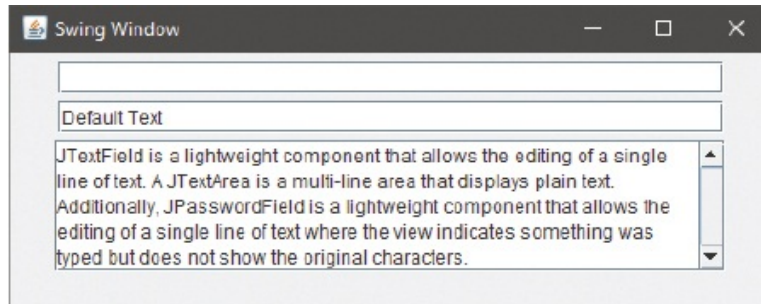 Swing Window
Default Text
JTextField is a lightweight component that allows the editing of a single
line of text. A JTextArea is a multi-line area that displays plain text.
Additionally, JPasswordField is a lightweight component that allows the
editing of a single line of text where the view indicates something was
typed but does not show the original characters.